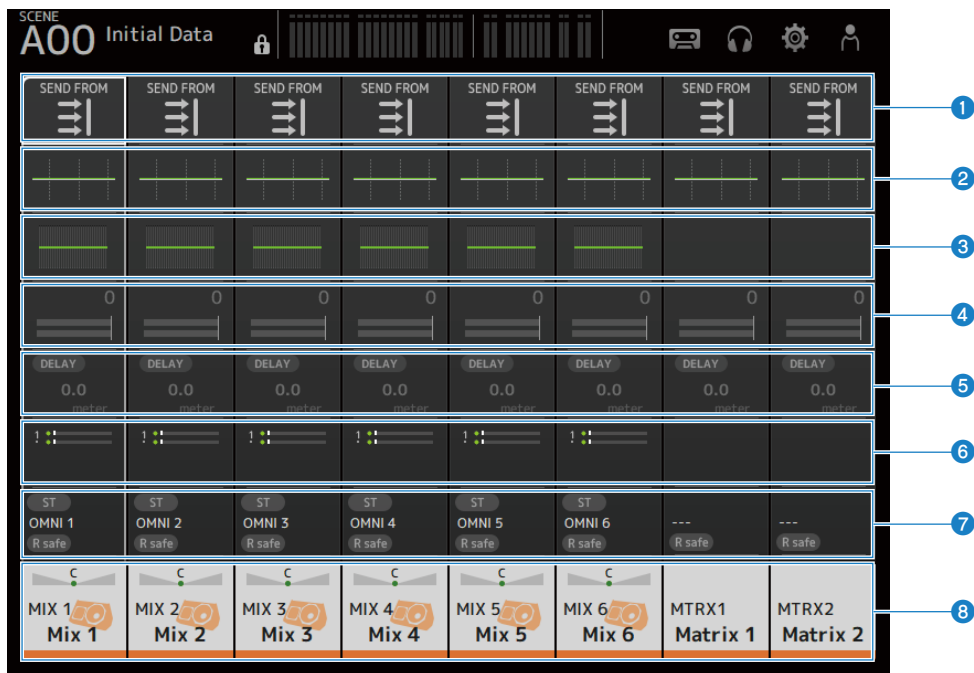 SCENE
A00 Initial Data
SEND FROM SEND FROM SEND FROM SEND FROM SEND FROM SEND FROM SEND FROM SEND FROM
1
2
3
0 0 0 0 0 0 0 0
4
DELAY DELAY DELAY DELAY DELAY DELAY DELAY DELAY
0.0 0.0 0.0 0.0 0.0 0.0 0.0 0.0
5
meter meter meter meter meter meter meter meter
1 1 1 1 1 1
6
ST ST ST ST ST ST
OMNI 1 OMNI 2 OMNI 3 OMNI 4 OMNI 5 OMNI 6 --- ---
7
R safe R safe R safe R safe R safe R safe R safe R safe
C C C C C C
MIX 1 MIX 2 MIX 3 MIX 4 MIX 5 MIX 6 MTRX1 MTRX2
8
Mix 1 Mix 2 Mix 3 Mix 4 Mix 5 Mix 6 Matrix 1 Matrix 2